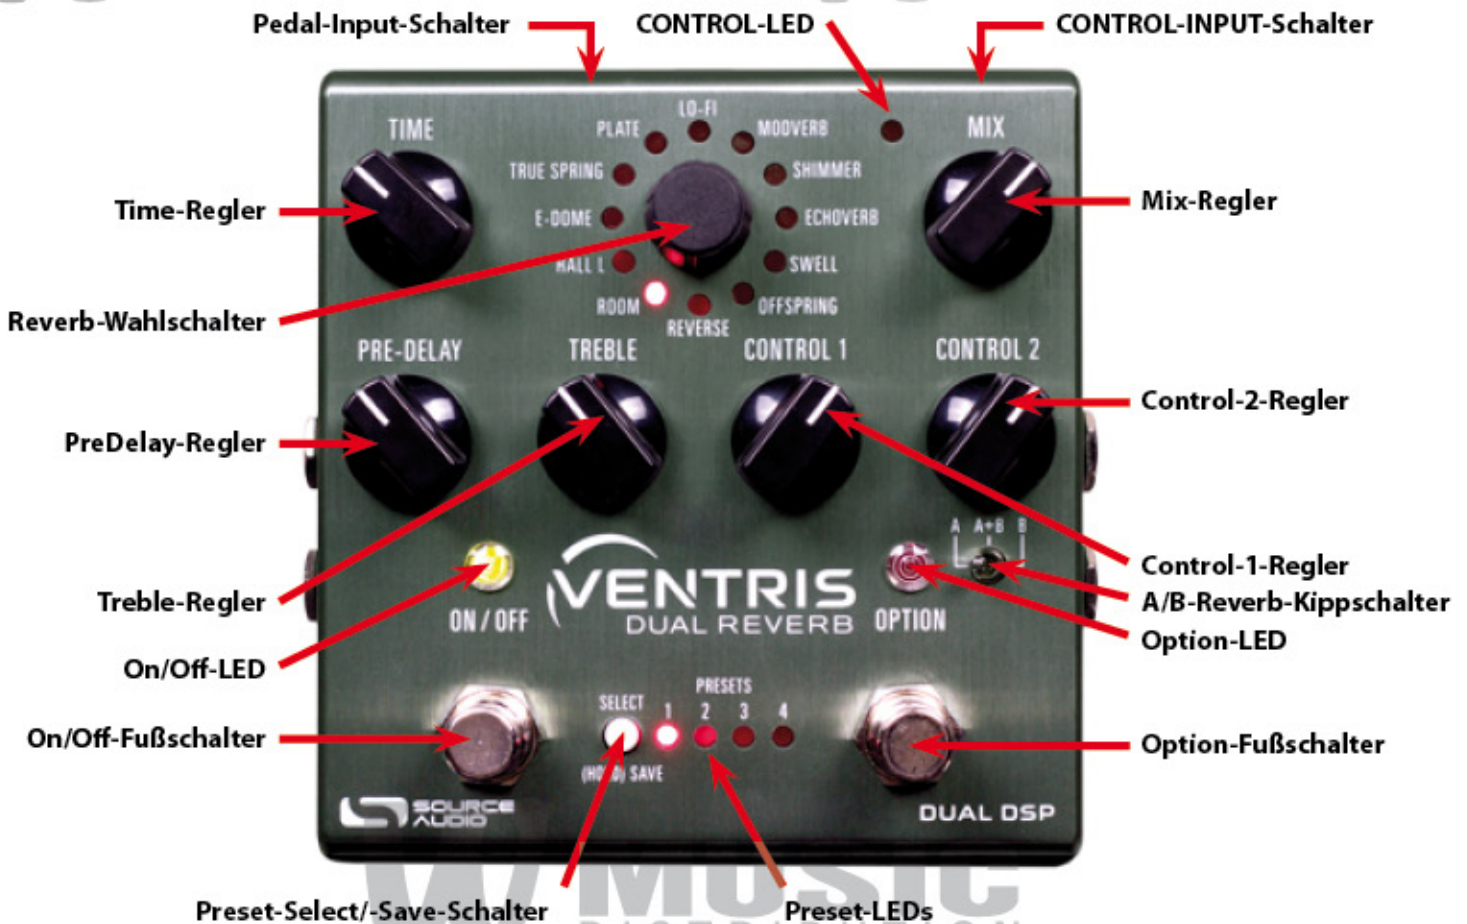 Pedal-Input-Schalter
CONTROL-LED
CONTROL-INPUT-Schalter
TIME
LO-FI
PLATE
MODVERB
MIX
TRUE SPRING
SHIMMER
Time-Regler
E-DOME
ECHOVERB
Mix-Regler
HALL L
SWELL
ROOM
OFFSPRING
REVERSE
Reverb-Wahlschalter
PRE-DELAY
TREBLE
CONTROL 1
CONTROL 2
PreDelay-Regler
Control-2-Regler
A A+B B
Control-1-Regler
Treble-Regler
A/B-Reverb-Kippschalter
VENTRIS
DUAL REVERB
ON / OFF
OPTION
Option-LED
On/Off-LED
PRESETS
SELECT
1 2 3 4
On/Off-Fußschalter
Option-Fußschalter
(HOLD) SAVE
SOURCE
AUDIO
DUAL DSP
MUSIC
Preset-Select/-Save-Schalter
Preset-LEDs